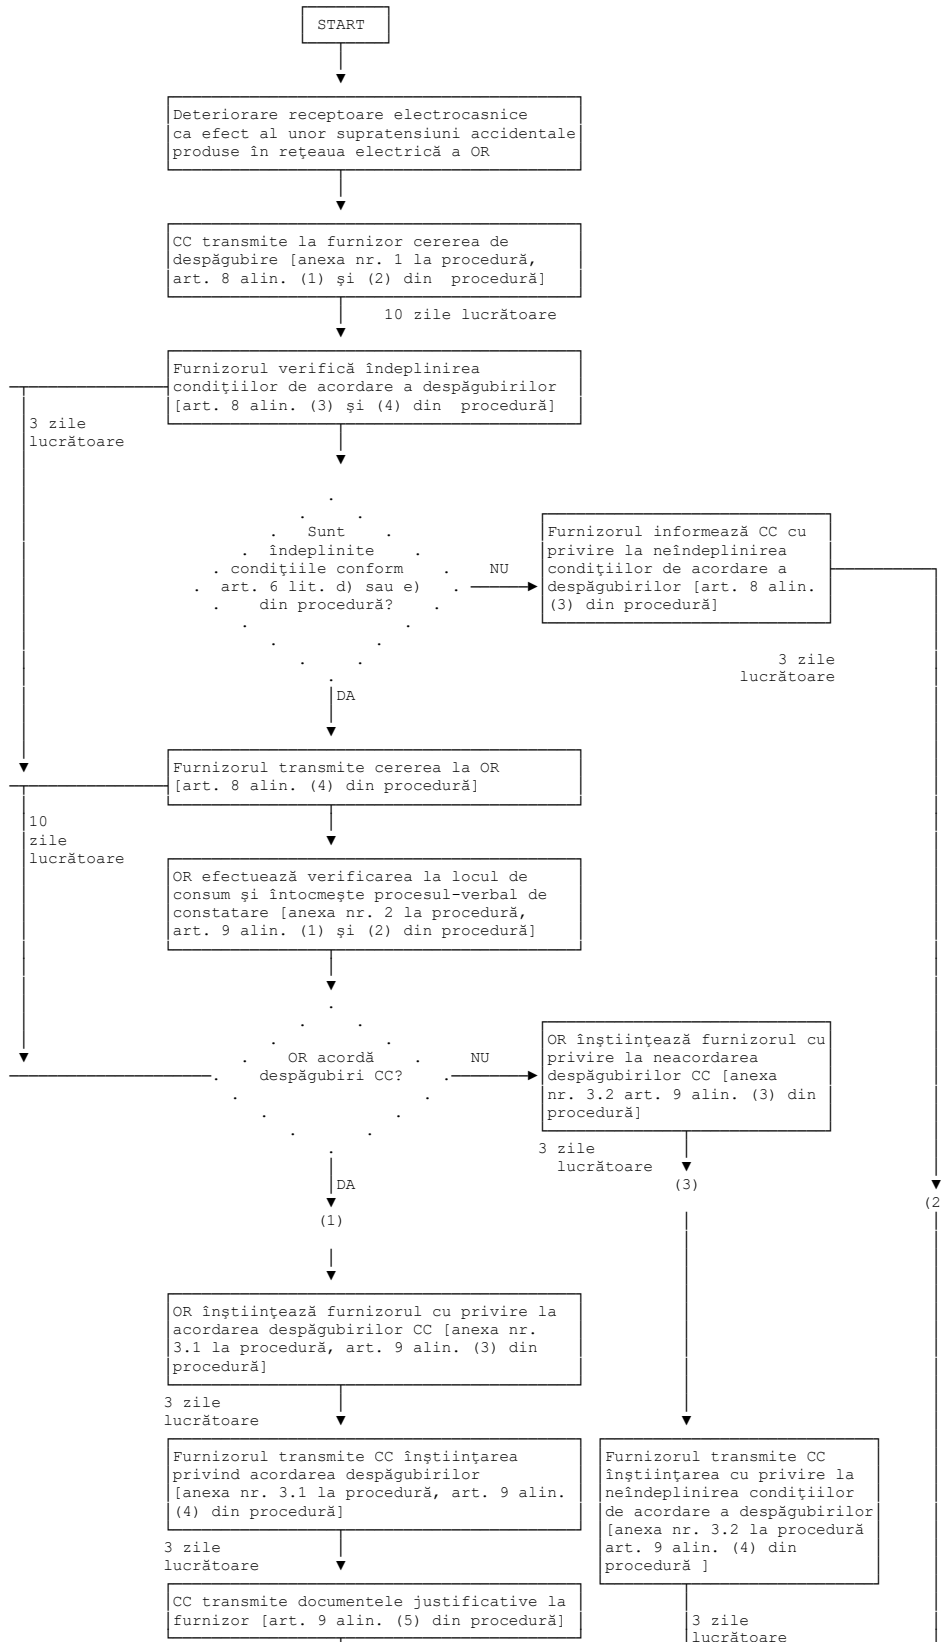 START
Deteriorare receptoare electrocasnice
ca efect al unor supratensiuni accidentale
produse în reţeaua electrică a OR
CC transmite la furnizor cererea de
despăgubire [anexa nr. 1 la procedură,
art. 8 alin. (1) şi (2) din procedură]
10 zile lucrătoare
Furnizorul verifică îndeplinirea
condiţiilor de acordare a despăgubirilor
[art. 8 alin. (3) şi (4) din procedură]
3 zile
lucrătoare
Sunt
îndeplinite
condiţiile conform
art. 6 lit. d) sau e)
din procedură?
NU
Furnizorul informează CC cu
privire la neîndeplinirea
condiţiilor de acordare a
despăgubirilor [art. 8 alin.
(3) din procedură]
3 zile
lucrătoare
DA
Furnizorul transmite cererea la OR
[art. 8 alin. (4) din procedură]
10
zile
lucrătoare
OR efectuează verificarea la locul de
consum şi întocmeşte procesul-verbal de
constatare [anexa nr. 2 la procedură,
art. 9 alin. (1) şi (2) din procedură]
OR acordă
despăgubiri CC?
NU
OR înştiinţează furnizorul cu
privire la neacordarea
despăgubirilor CC [anexa
nr. 3.2 art. 9 alin. (3) din
procedură]
3 zile
lucrătoare
DA
(1)
(3)
(2
OR înştiinţează furnizorul cu privire la
acordarea despăgubirilor CC [anexa nr.
3.1 la procedură, art. 9 alin. (3) din
procedură]
3 zile
lucrătoare
Furnizorul transmite CC înştiinţarea
privind acordarea despăgubirilor
[anexa nr. 3.1 la procedură, art. 9 alin.
(4) din procedură]
Furnizorul transmite CC
înştiinţarea cu privire la
neîndeplinirea condiţiilor
de acordare a despăgubirilor
[anexa nr. 3.2 la procedură
art. 9 alin. (4) din
procedură ]
3 zile
lucrătoare
CC transmite documentele justificative la
furnizor [art. 9 alin. (5) din procedură]
3 zile
lucrătoare